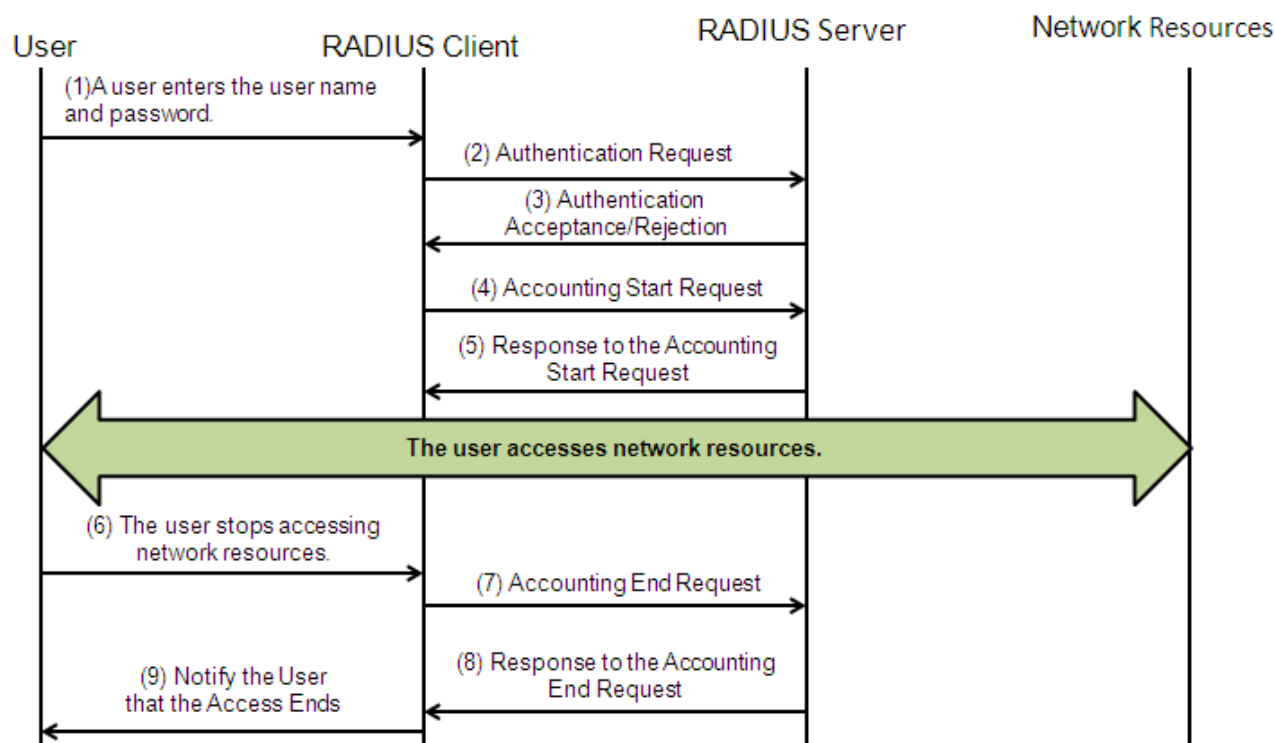 User
RADIUS Client
RADIUS Server
Network Resources
(1)A user enters the user name
and password.
(2) Authentication Request
(3) Authentication
Acceptance/Rejection
(4) Accounting Start Request
(5) Response to the Accounting
Start Request
The user accesses network resources.
(6) The user stops accessing
network resources.
(7) Accounting End Request
(8) Response to the Accounting
End Request
(9) Notify the User
that the Access Ends